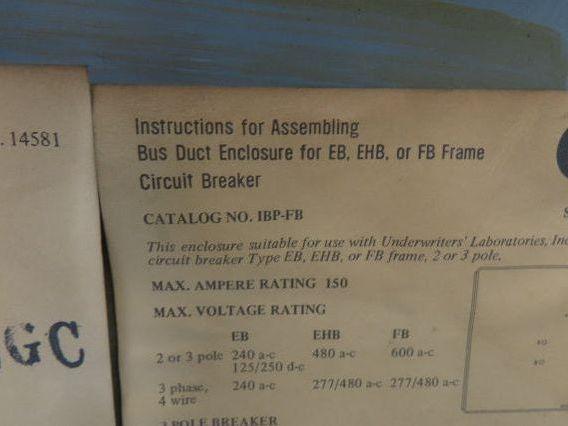 . 14581
GC
Instructions for Assembling
Bus Duct Enclosure for EB, EHB, or FB Frame
Circuit Breaker
CATALOG NO. IBP-FB
This enclosure suitable for use with Underwriters' Laboratories, Inc
circuit breaker Type EB, EHB, or FB frame, 2 or 3 pole.
MAX. AMPERE RATING 150
MAX. VOLTAGE RATING
EB EHB FB
2 or 3 pole 240 a-c 480 a-c 600 a-c
125/250 d-c
3 phase, 240 a-c 277/480 a-c 277/480 a-c
4 wire
POLE BREAKER